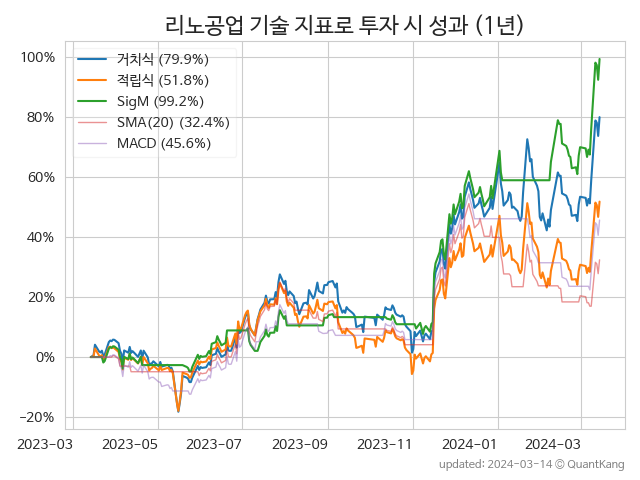 리노공업 기술 지표로 투자 시 성과 (1년)
거치식 (79.9%)
적립식 (51.8%)
SigM (99.2%)
SMA(20) (32.4%)
MACD (45.6%)
100%
80%
60%
40%
20%
0%
−20%
2023-03 2023-05 2023-07 2023-09 2023-11 2024-01 2024-03
updated: 2024-03-14 © QuantKang